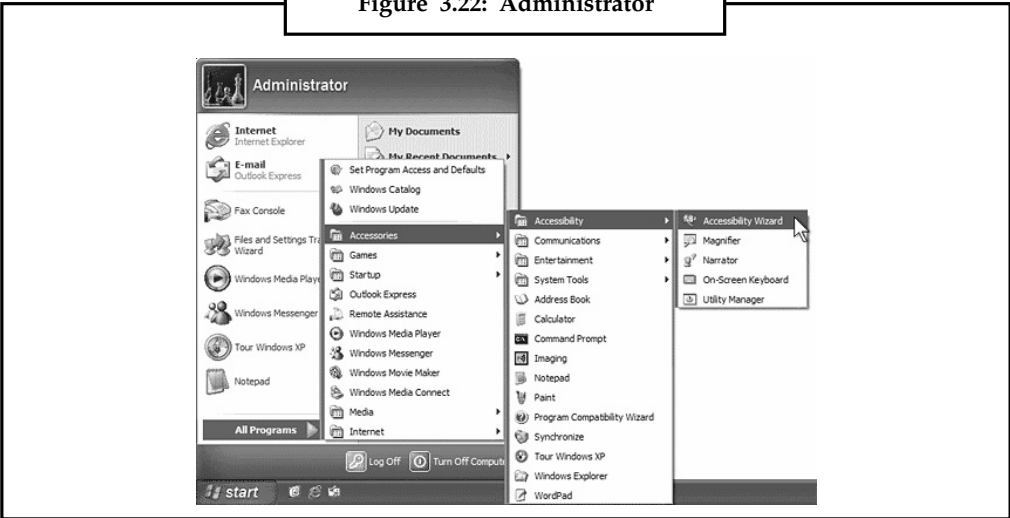 Figure 3.22: Administrator
Administrator
Internet
Internet Explorer
E-mail
Outlook Express
Fax Console
Files and Settings Tra
Wizard
Windows Media Playe
Windows Messenger
Tour Windows XP
Notepad
All Programs
My Documents
My Recent Documents
Set Program Access and Defaults
Windows Catalog
Windows Update
Accessories
Games
Startup
Outlook Express
Remote Assistance
Windows Media Player
Windows Messenger
Windows Movie Maker
Windows Media Connect
Media
Internet
Accessibility
Communications
Entertainment
System Tools
Address Book
Calculator
Command Prompt
Imaging
Notepad
Paint
Program Compatibility Wizard
Synchronize
Tour Windows XP
Windows Explorer
WordPad
Accessibility Wizard
Magnifier
Narrator
On-Screen Keyboard
Utility Manager
Log Off
Turn Off Compute
start